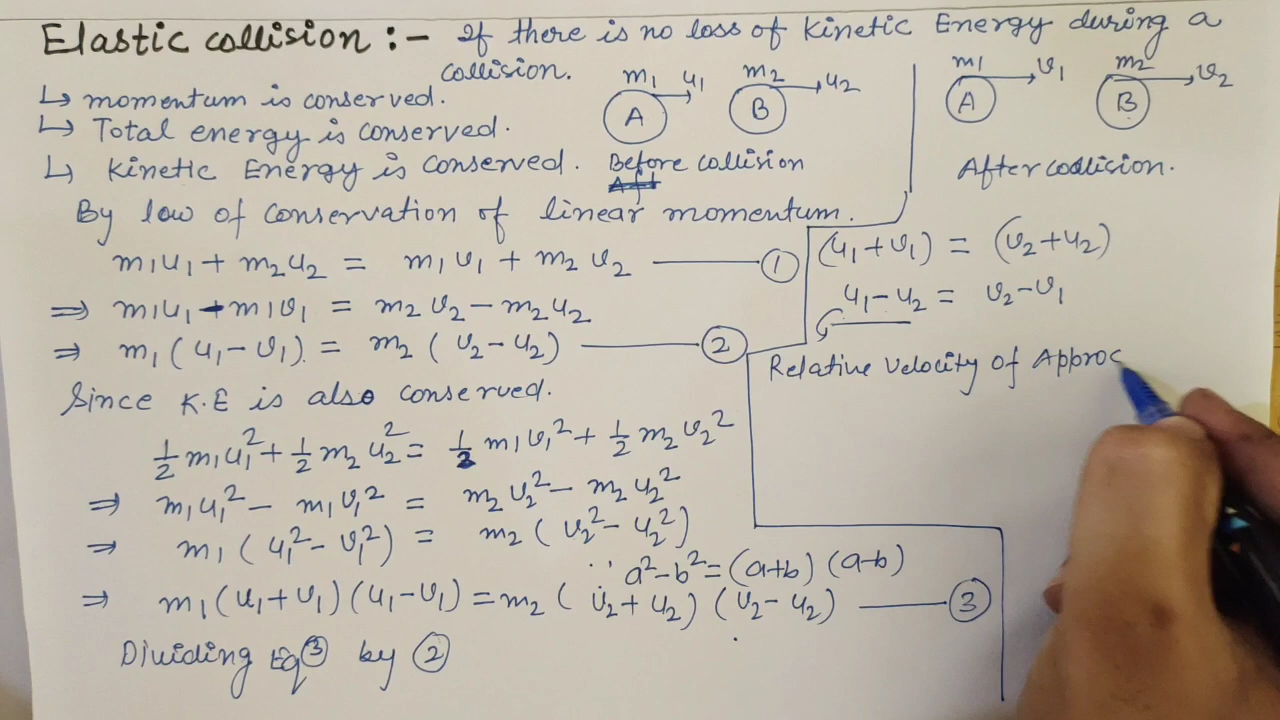 Elastic collision :- If there is no loss of Kinetic Energy during a
collision.
↳ momentum is conserved.
↳ Total energy is conserved.
↳ Kinetic Energy is conserved.
m1 u1 m2 u2
A B
Before collision
m1 v1 m2 v2
A B
After coolision.
By low of conservation of linear momentum.
m1u1 + m2u2 = m1v1 + m2v2 ——— ①
⇒ m1u1 - m1v1 = m2v2 - m2u2
⇒ m1(u1-v1) = m2(v2-u2) ——— ②
Since K.E is also conserved.
½ m1u1² + ½ m2u2² = ½ m1v1² + ½ m2v2²
⇒ m1u1² - m1v1² = m2v2² - m2u2²
⇒ m1(u1²-v1²) = m2(v2²-u2²)
∵ a²-b² = (a+b)(a-b)
⇒ m1(u1+v1)(u1-v1) = m2(v2+u2)(v2-u2) ——— ③
Dividing Eq③ by ②
(u1+v1) = (v2+u2)
u1-u2 = v2-v1
Relative velocity of Approc